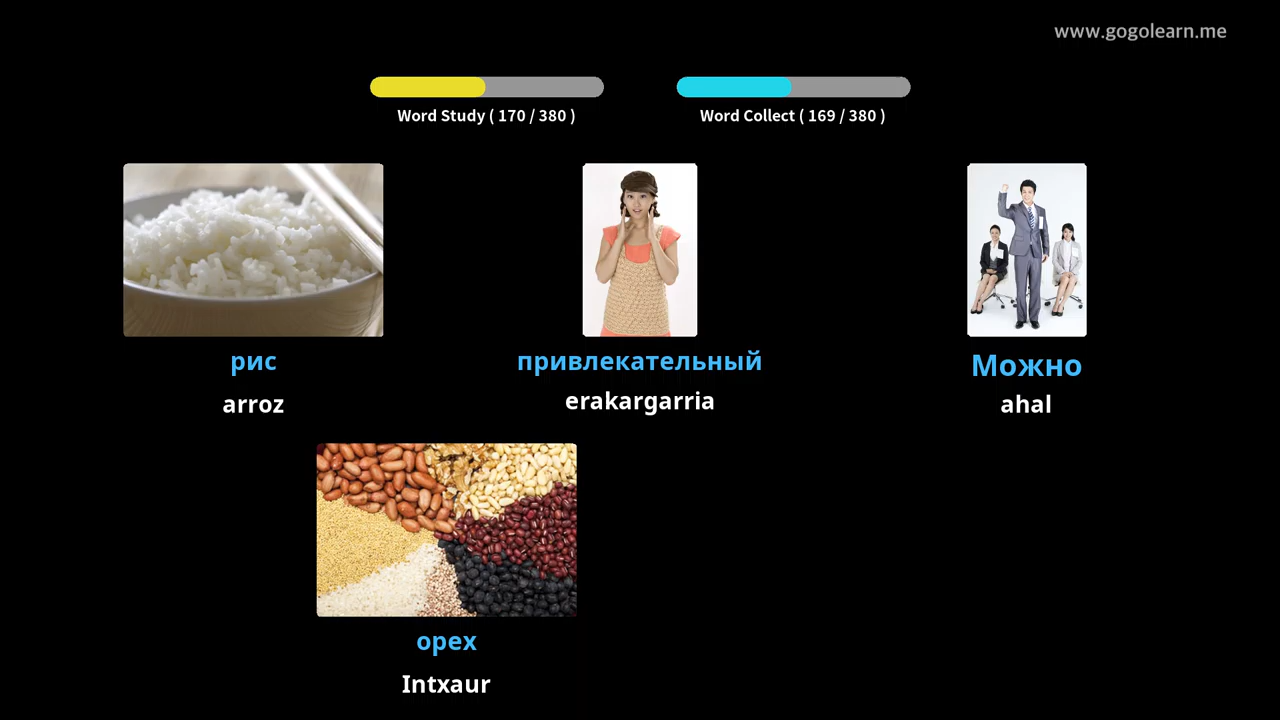 www.gogolearn.me
Word Study ( 170 / 380 )
Word Collect ( 169 / 380 )
рис
arroz
привлекательный
erakargarria
Можно
ahal
орех
Intxaur